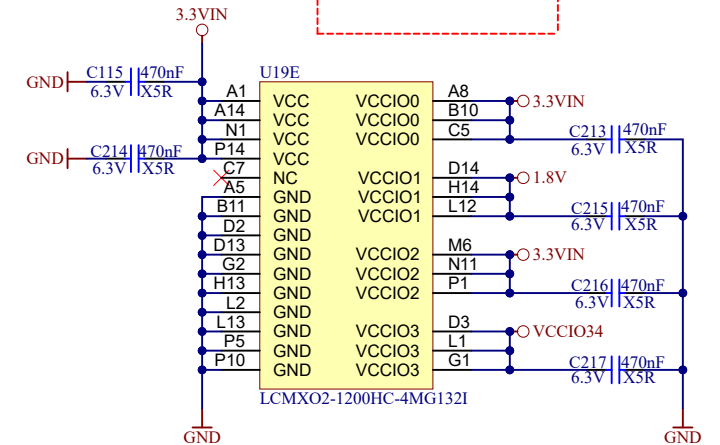 3.3VIN
GND
C115
470nF
6.3V
X5R
GND
C214
470nF
6.3V
X5R
U19E
A1 VCC
A14 VCC
N1 VCC
P14 VCC
C7 NC
A5 GND
B11 GND
D2 GND
D13 GND
G2 GND
H13 GND
L2 GND
L13 GND
P5 GND
P10 GND
VCCIO0 A8
VCCIO0 B10
VCCIO0 C5
VCCIO1 D14
VCCIO1 H14
VCCIO1 L12
VCCIO2 M6
VCCIO2 N11
VCCIO2 P1
VCCIO3 D3
VCCIO3 L1
VCCIO3 G1
LCMXO2-1200HC-4MG132I
3.3VIN
C213
470nF
6.3V
X5R
1.8V
C215
470nF
6.3V
X5R
3.3VIN
C216
470nF
6.3V
X5R
VCCIO34
C217
470nF
6.3V
X5R
GND
GND